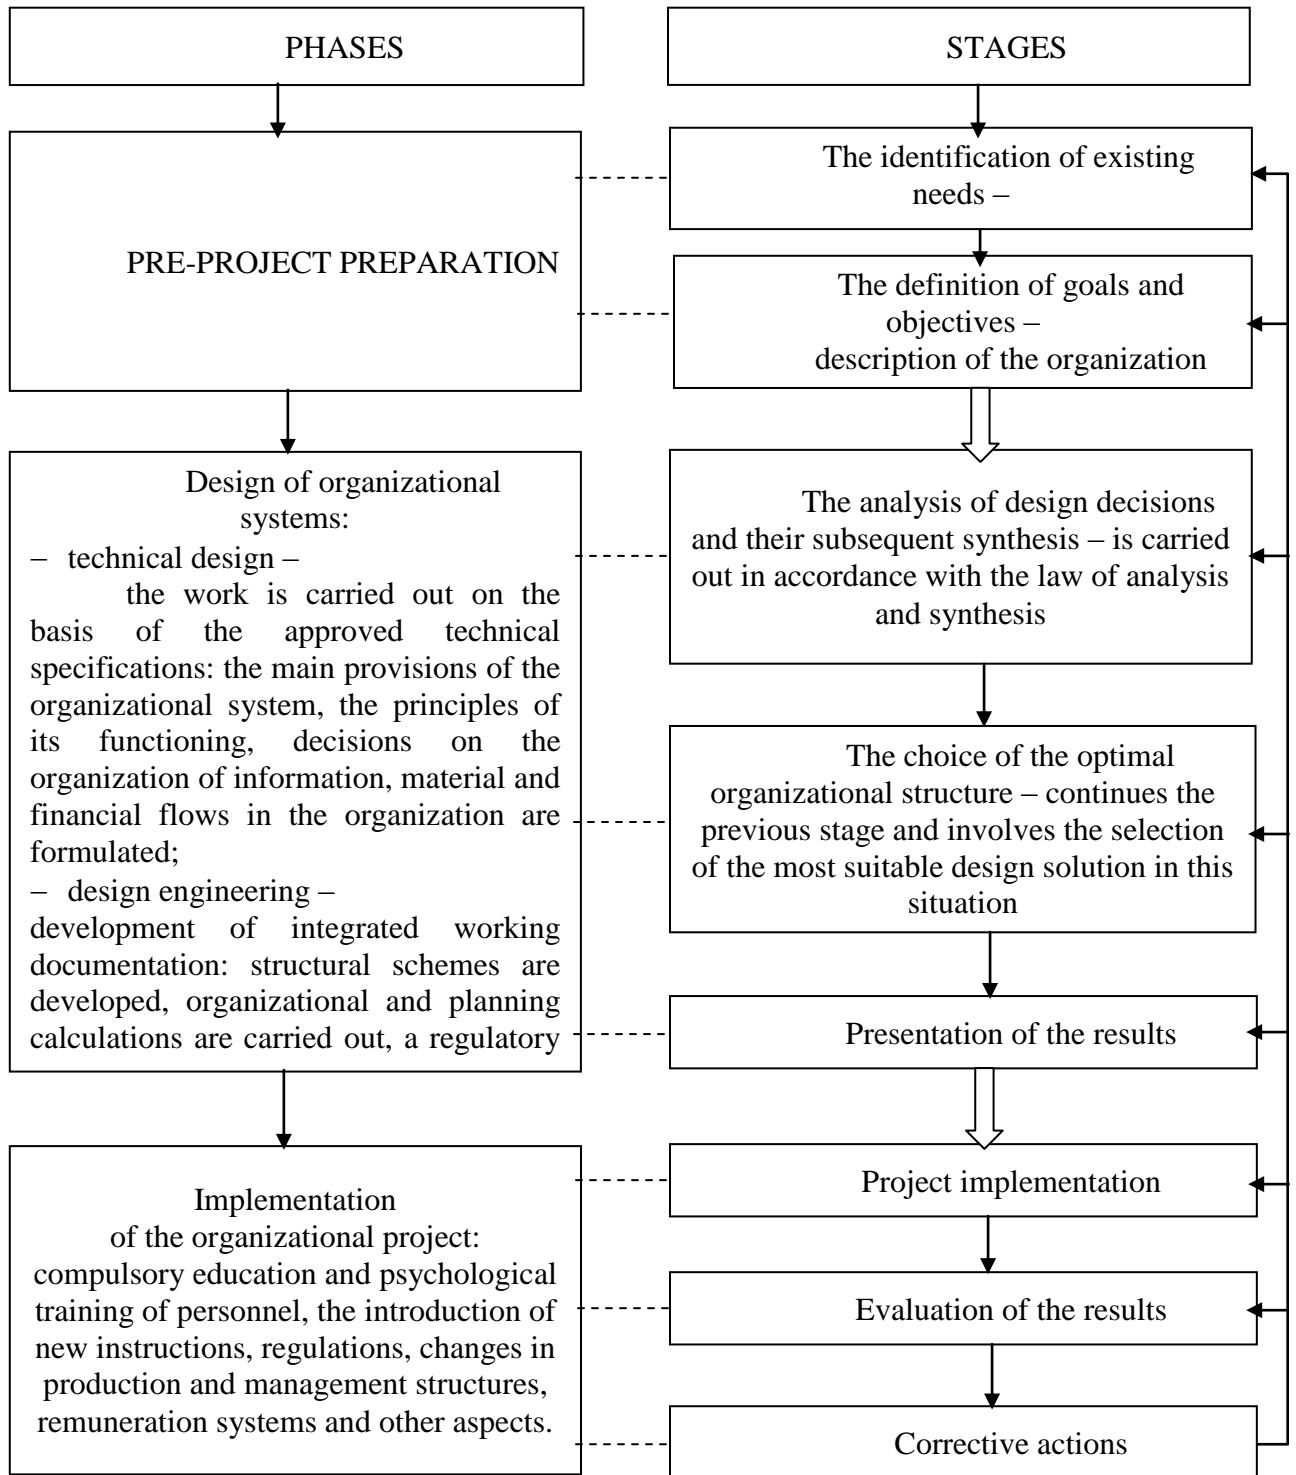 PHASES
PRE-PROJECT PREPARATION
Design of organizational
systems:
– technical design –
the work is carried out on the
basis of the approved technical
specifications: the main provisions of the
organizational system, the principles of
its functioning, decisions on the
organization of information, material and
financial flows in the organization are
formulated;
– design engineering –
development of integrated working
documentation: structural schemes are
developed, organizational and planning
calculations are carried out, a regulatory
Implementation
of the organizational project:
compulsory education and psychological
training of personnel, the introduction of
new instructions, regulations, changes in
production and management structures,
remuneration systems and other aspects.
STAGES
The identification of existing
needs –
The definition of goals and
objectives –
description of the organization
The analysis of design decisions
and their subsequent synthesis – is carried
out in accordance with the law of analysis
and synthesis
The choice of the optimal
organizational structure – continues the
previous stage and involves the selection
of the most suitable design solution in this
situation
Presentation of the results
Project implementation
Evaluation of the results
Corrective actions